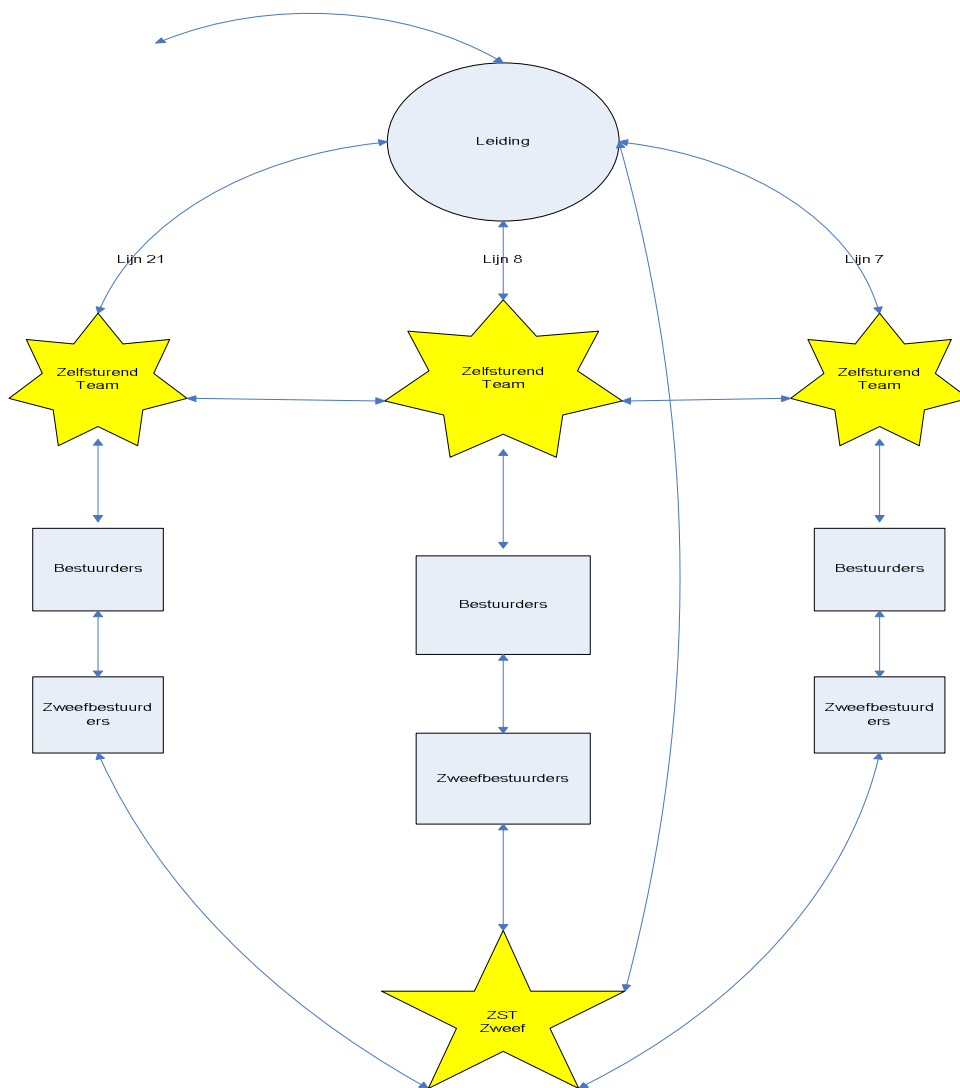 Leiding
Lijn 21
Lijn 8
Lijn 7
Zelfsturend
Team
Zelfsturend
Team
Zelfsturend
Team
Bestuurders
Bestuurders
Bestuurders
Zweefbestuurd
ers
Zweefbestuurders
Zweefbestuurd
ers
ZST
Zweef